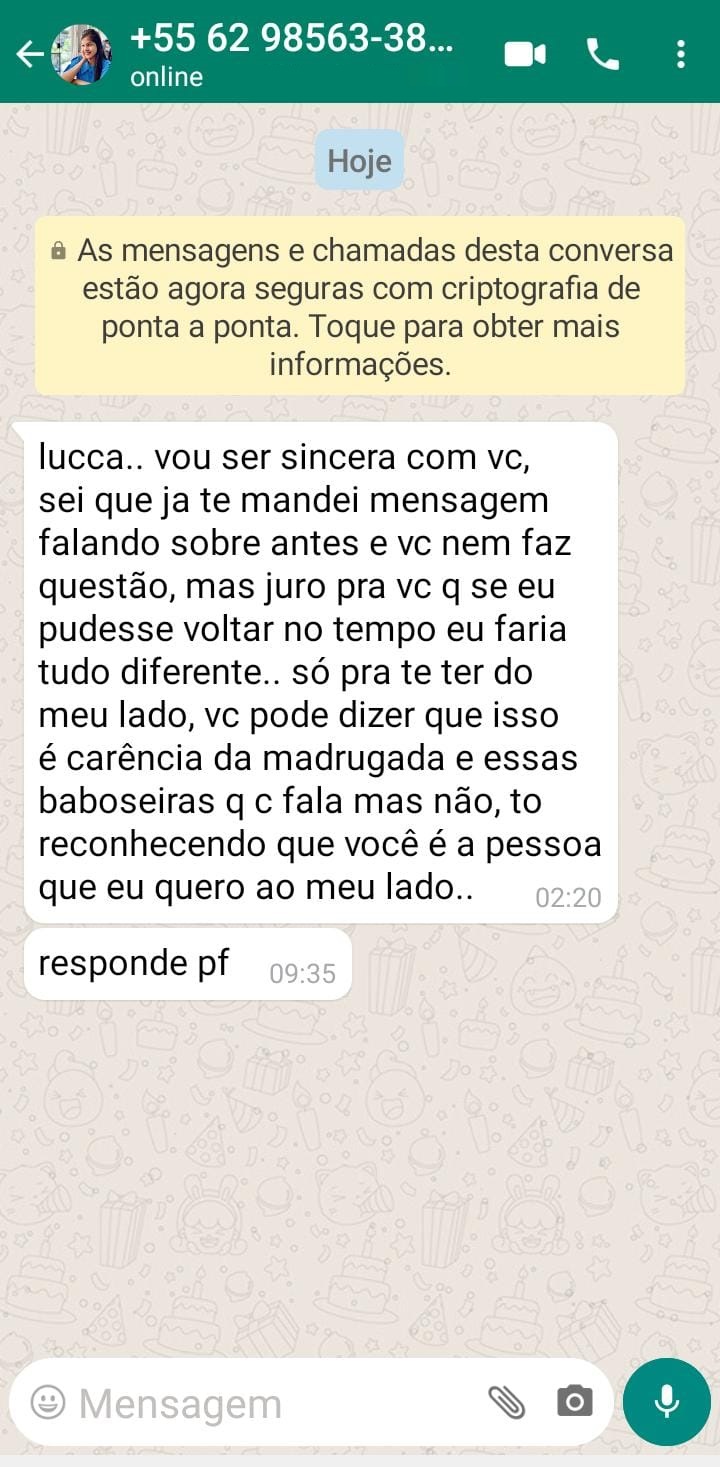 +55 62 98563-38...
online
Hoje
As mensagens e chamadas desta conversa
estão agora seguras com criptografia de
ponta a ponta. Toque para obter mais
informações.
lucca.. vou ser sincera com vc,
sei que ja te mandei mensagem
falando sobre antes e vc nem faz
questão, mas juro pra vc q se eu
pudesse voltar no tempo eu faria
tudo diferente.. só pra te ter do
meu lado, vc pode dizer que isso
é carência da madrugada e essas
baboseiras q c fala mas não, to
reconhecendo que você é a pessoa
que eu quero ao meu lado.. 02:20
responde pf 09:35
Mensagem